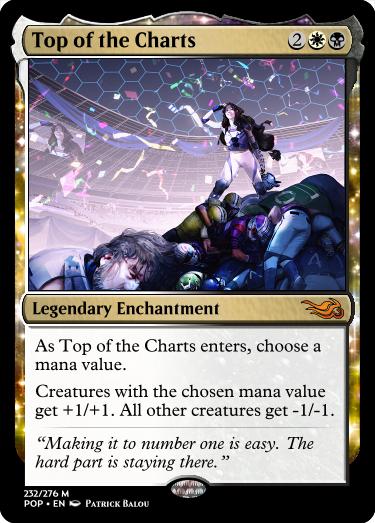 Top of the Charts 2
Legendary Enchantment
As Top of the Charts enters, choose a
mana value.
Creatures with the chosen mana value
get +1/+1. All other creatures get -1/-1.
“Making it to number one is easy. The
hard part is staying there.”
232/276 M
POP • EN Patrick Balou